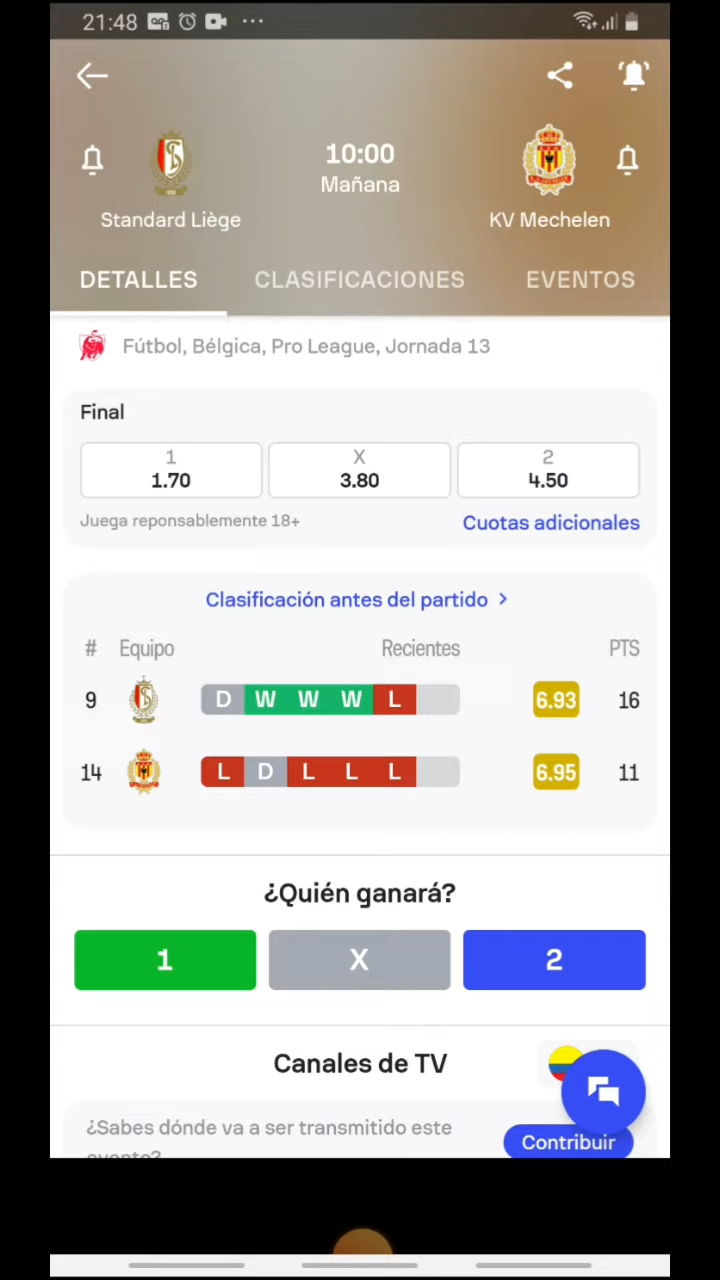 21:48
10:00
Mañana
Standard Liège
KV Mechelen
DETALLES
CLASIFICACIONES
EVENTOS
Fútbol, Bélgica, Pro League, Jornada 13
Final
1
X
2
1.70
3.80
4.50
Juega reponsablemente 18+
Cuotas adicionales
Clasificación antes del partido >
# Equipo Recientes PTS
9 D W W W L 6.93 16
14 L D L L L 6.95 11
¿Quién ganará?
1 X 2
Canales de TV
¿Sabes dónde va a ser transmitido este
evento?
Contribuir